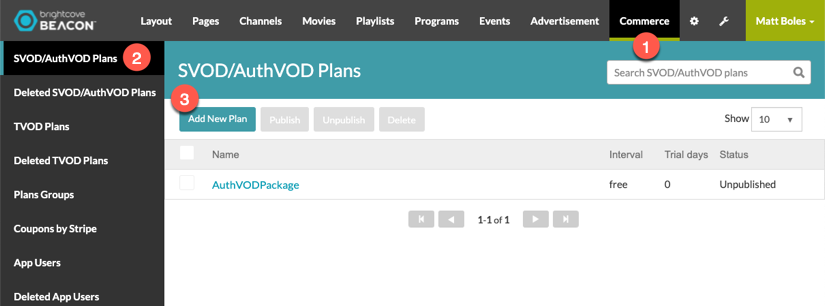 brightcove
BEACON
Layout Pages Channels Movies Playlists Programs Events Advertisement Commerce Matt Boles
1
SVOD/AuthVOD Plans 2
SVOD/AuthVOD Plans
Search SVOD/AuthVOD plans
Deleted SVOD/AuthVOD Plans
3
Add New Plan Publish Unpublish Delete Show 10
TVOD Plans
Name Interval Trial days Status
Deleted TVOD Plans
AuthVODPackage free 0 Unpublished
Plans Groups
1-1 of 1
Coupons by Stripe
App Users
Deleted App Users